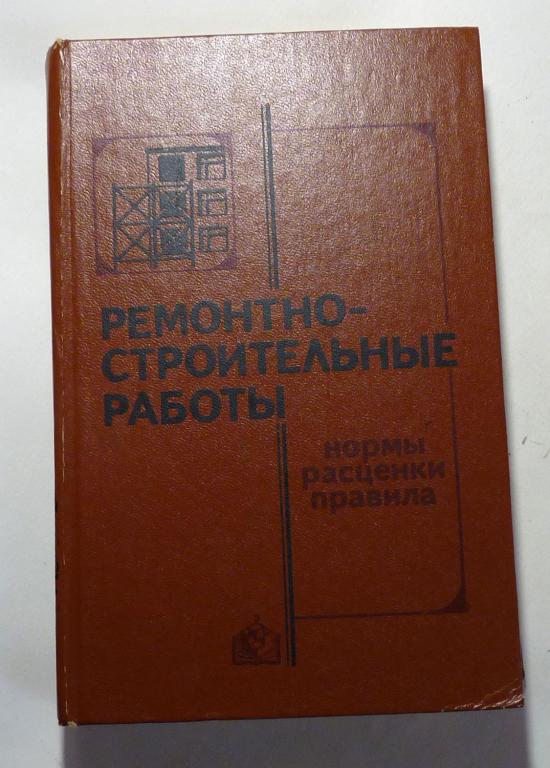 РЕМОНТНО-
СТРОИТЕЛЬНЫЕ
РАБОТЫ
нормы
расценки
правила